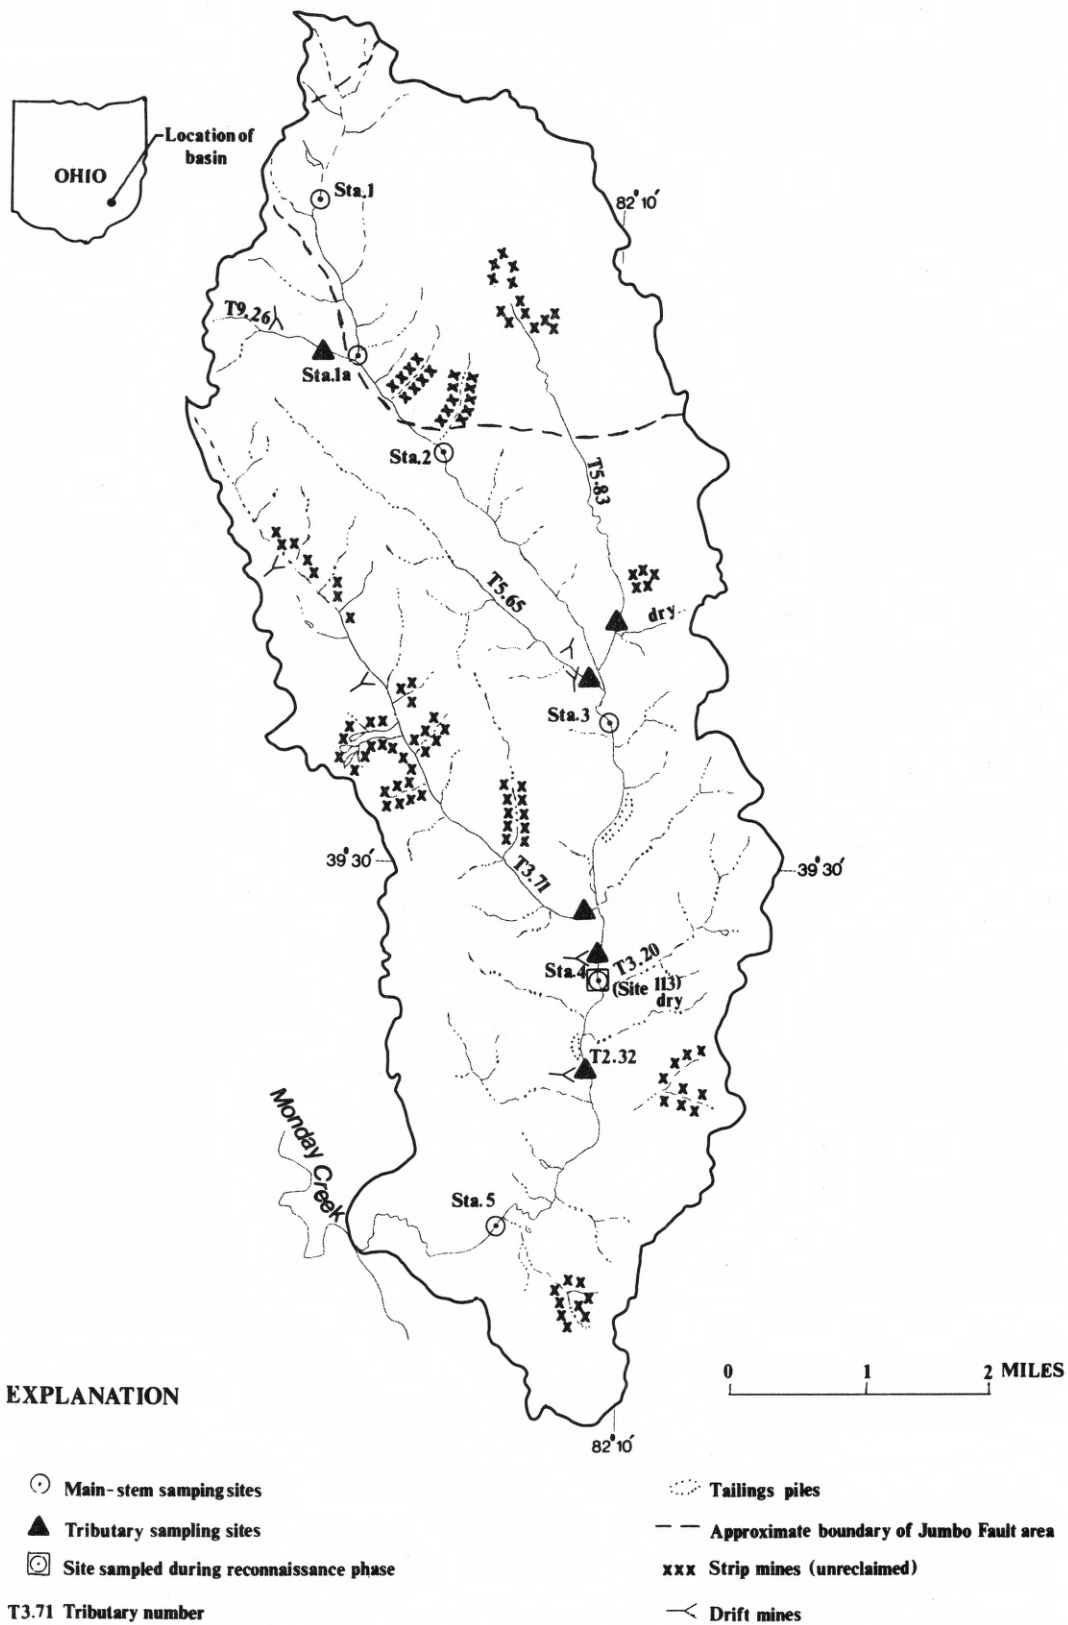 Location of
basin
OHIO
Sta.1
82°10′
T9.26
Sta.1a
Sta.2
T5.83
T5.65
dry
Sta.3
39°30′
39°30′
T3.71
T3.20
Sta.4
(Site 113)
dry
T2.32
Monday Creek
Sta.5
0 1 2 MILES
EXPLANATION
82°10′
Main-stem samping sites
Tailings piles
Tributary sampling sites
Approximate boundary of Jumbo Fault area
Site sampled during reconnaissance phase
xxx Strip mines (unreclaimed)
T3.71 Tributary number
Drift mines